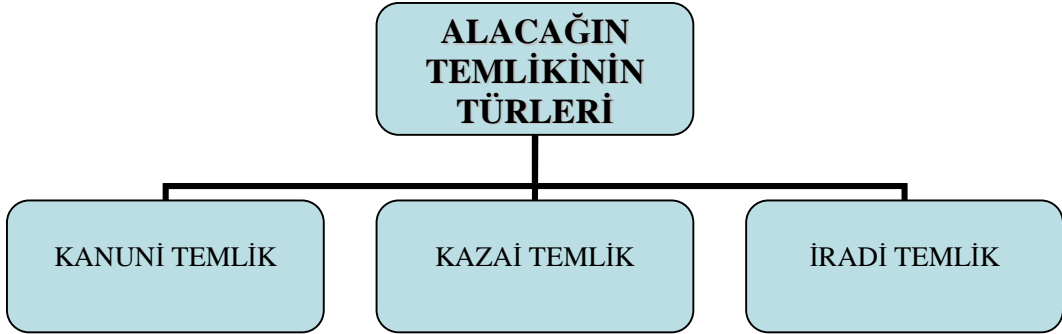 ALACAĞIN
TEMLİKİNİN
TÜRLERİ
KANUNİ TEMLİK
KAZAİ TEMLİK
İRADİ TEMLİK